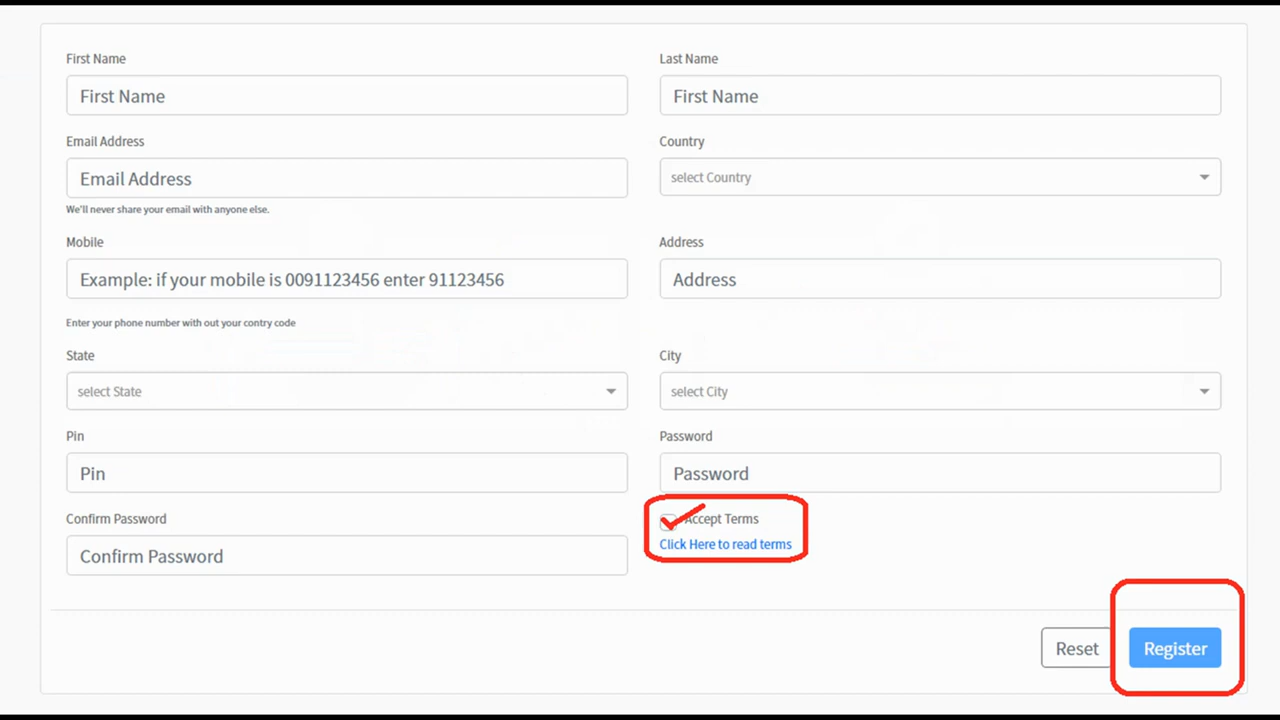 First Name
Last Name
First Name
First Name
Email Address
Country
Email Address
select Country
We'll never share your email with anyone else.
Mobile
Address
Example: if your mobile is 0091123456 enter 91123456
Address
Enter your phone number with out your contry code
State
City
select State
select City
Pin
Password
Pin
Password
Confirm Password
Accept Terms
Click Here to read terms
Confirm Password
Reset
Register